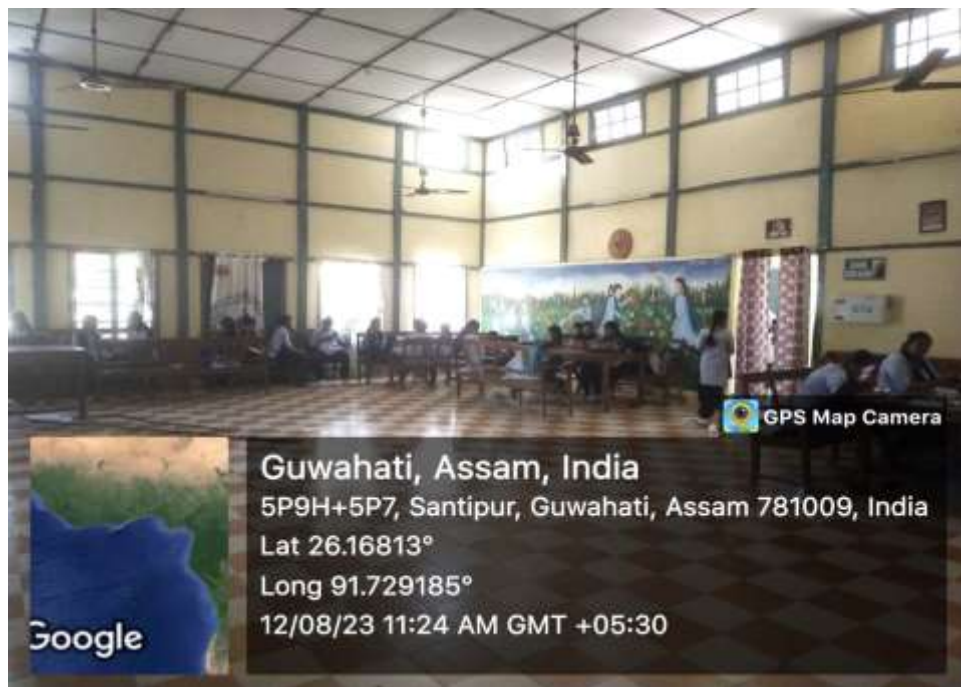 GPS Map Camera
Guwahati, Assam, India
5P9H+5P7, Santipur, Guwahati, Assam 781009, India
Lat 26.16813°
Long 91.729185°
12/08/23 11:24 AM GMT +05:30
Google